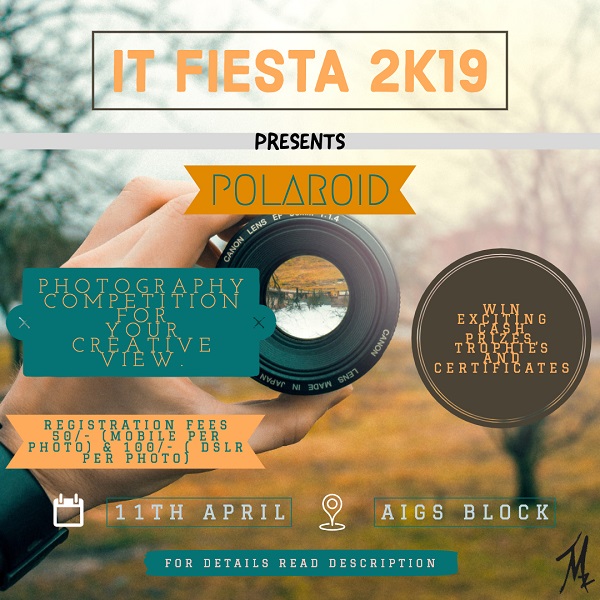 IT FIESTA 2K19
PRESENTS
POLAROID
CANON LENS EF
1:1.4
CANON
LENS MADE IN JAPAN
PHOTOGRAPHY
COMPETITION
FOR
YOUR
CREATIVE
VIEW.
WIN
EXCITING
CASH
PRIZES,
TROPHIES
AND
CERTIFICATES
REGISTRATION FEES
50/- (MOBILE PER
PHOTO) & 100/- ( DSLR
PER PHOTO)
11TH APRIL
AIGS BLOCK
FOR DETAILS READ DESCRIPTION